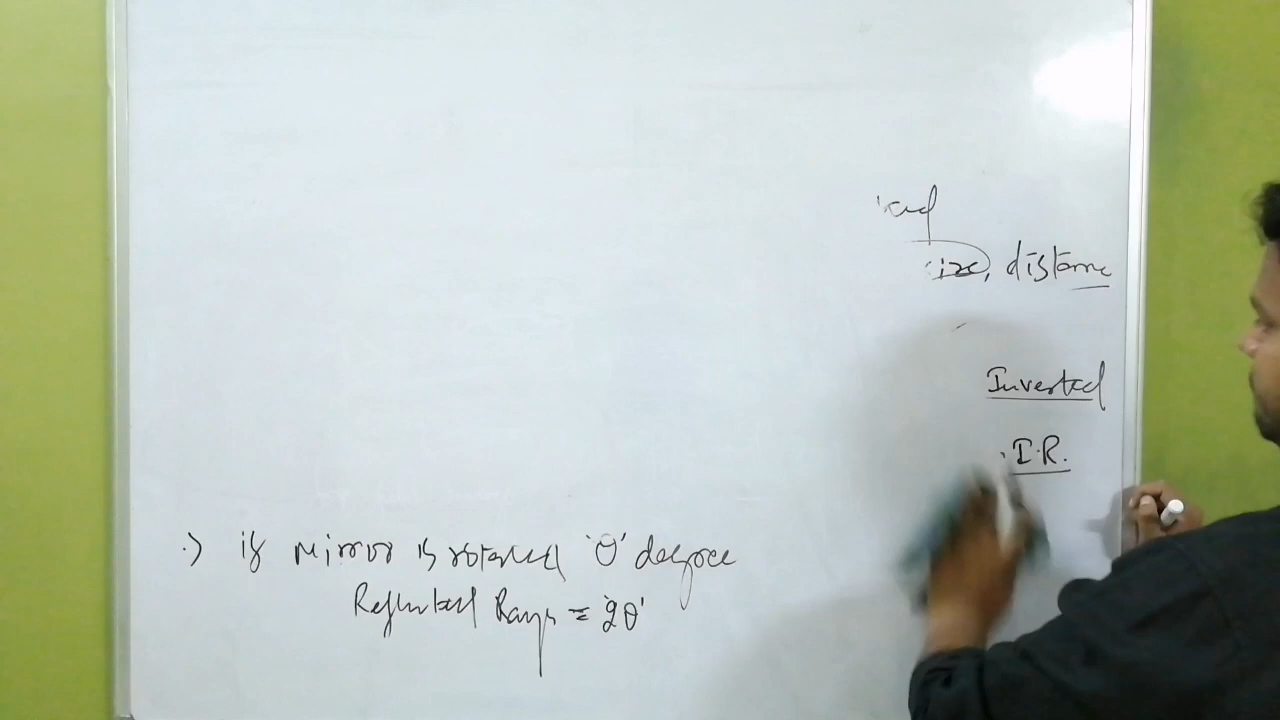 size, distance
Inverted
I.R.
if mirror is rotated 'θ' degree
Reflected Rays = '2θ'